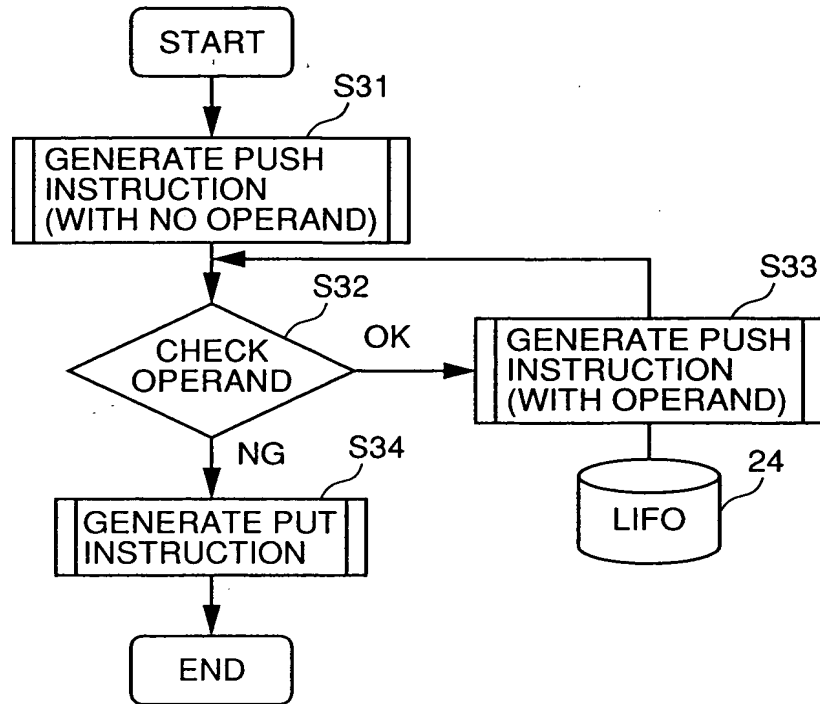 START
S31
GENERATE PUSH
INSTRUCTION
(WITH NO OPERAND)
S32
CHECK
OPERAND
OK
S33
GENERATE PUSH
INSTRUCTION
(WITH OPERAND)
24
LIFO
NG
S34
GENERATE PUT
INSTRUCTION
END